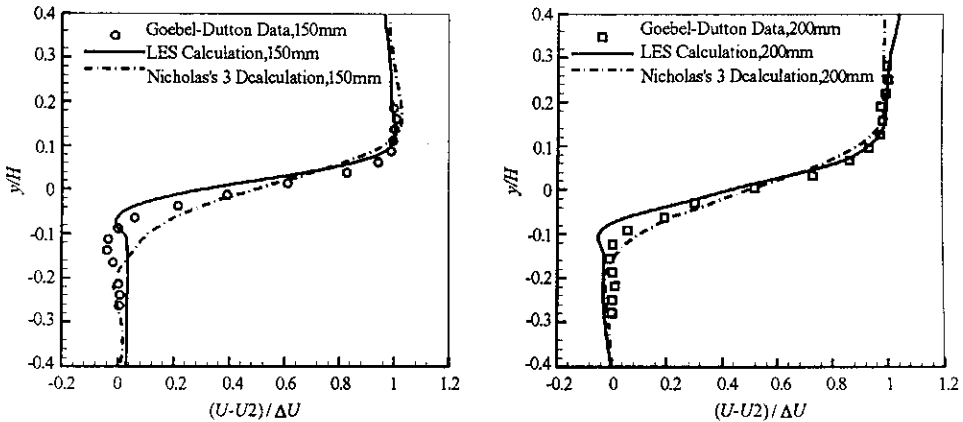 0.4
0.3
0.2
0.1
0
-0.1
-0.2
-0.3
-0.4
y/H
Goebel-Dutton Data,150mm
LES Calculation,150mm
Nicholas's 3 Dcalculation,150mm
-0.2 0 0.2 0.4 0.6 0.8 1 1.2
(U-U2)/ΔU
0.4
0.3
0.2
0.1
0
-0.1
-0.2
-0.3
-0.4
y/H
Goebel-Dutton Data,200mm
LES Calculation,200mm
Nicholas's 3 Dcalculation,200mm
-0.2 0 0.2 0.4 0.6 0.8 1 1.2
(U-U2)/ΔU